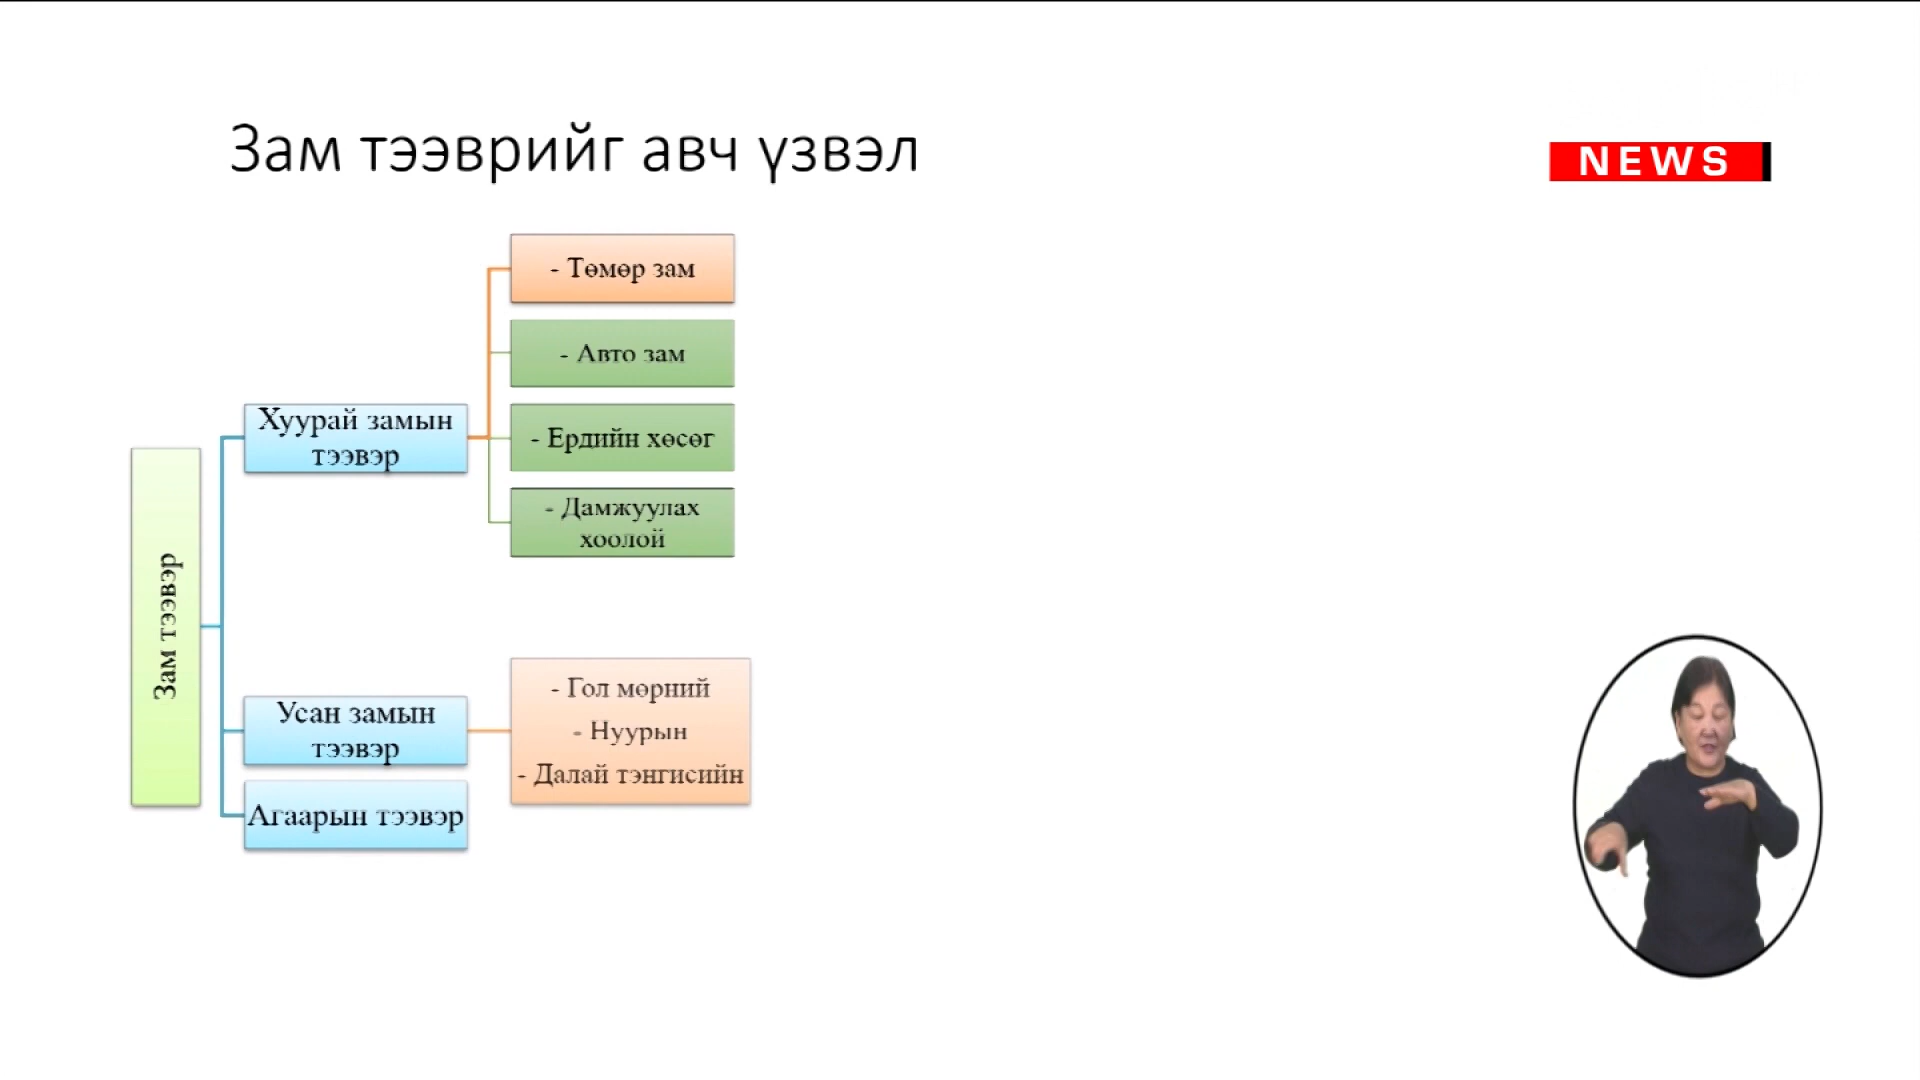 Зам тээврийг авч үзвэл
NEWS
- Төмөр зам
- Авто зам
Хуурай замын
тээвэр
- Ердийн хөсөг
- Дамжуулах
хоолой
Зам тээвэр
Усан замын
тээвэр
- Гол мөрний
- Нуурын
- Далай тэнгисийн
Агаарын тээвэр